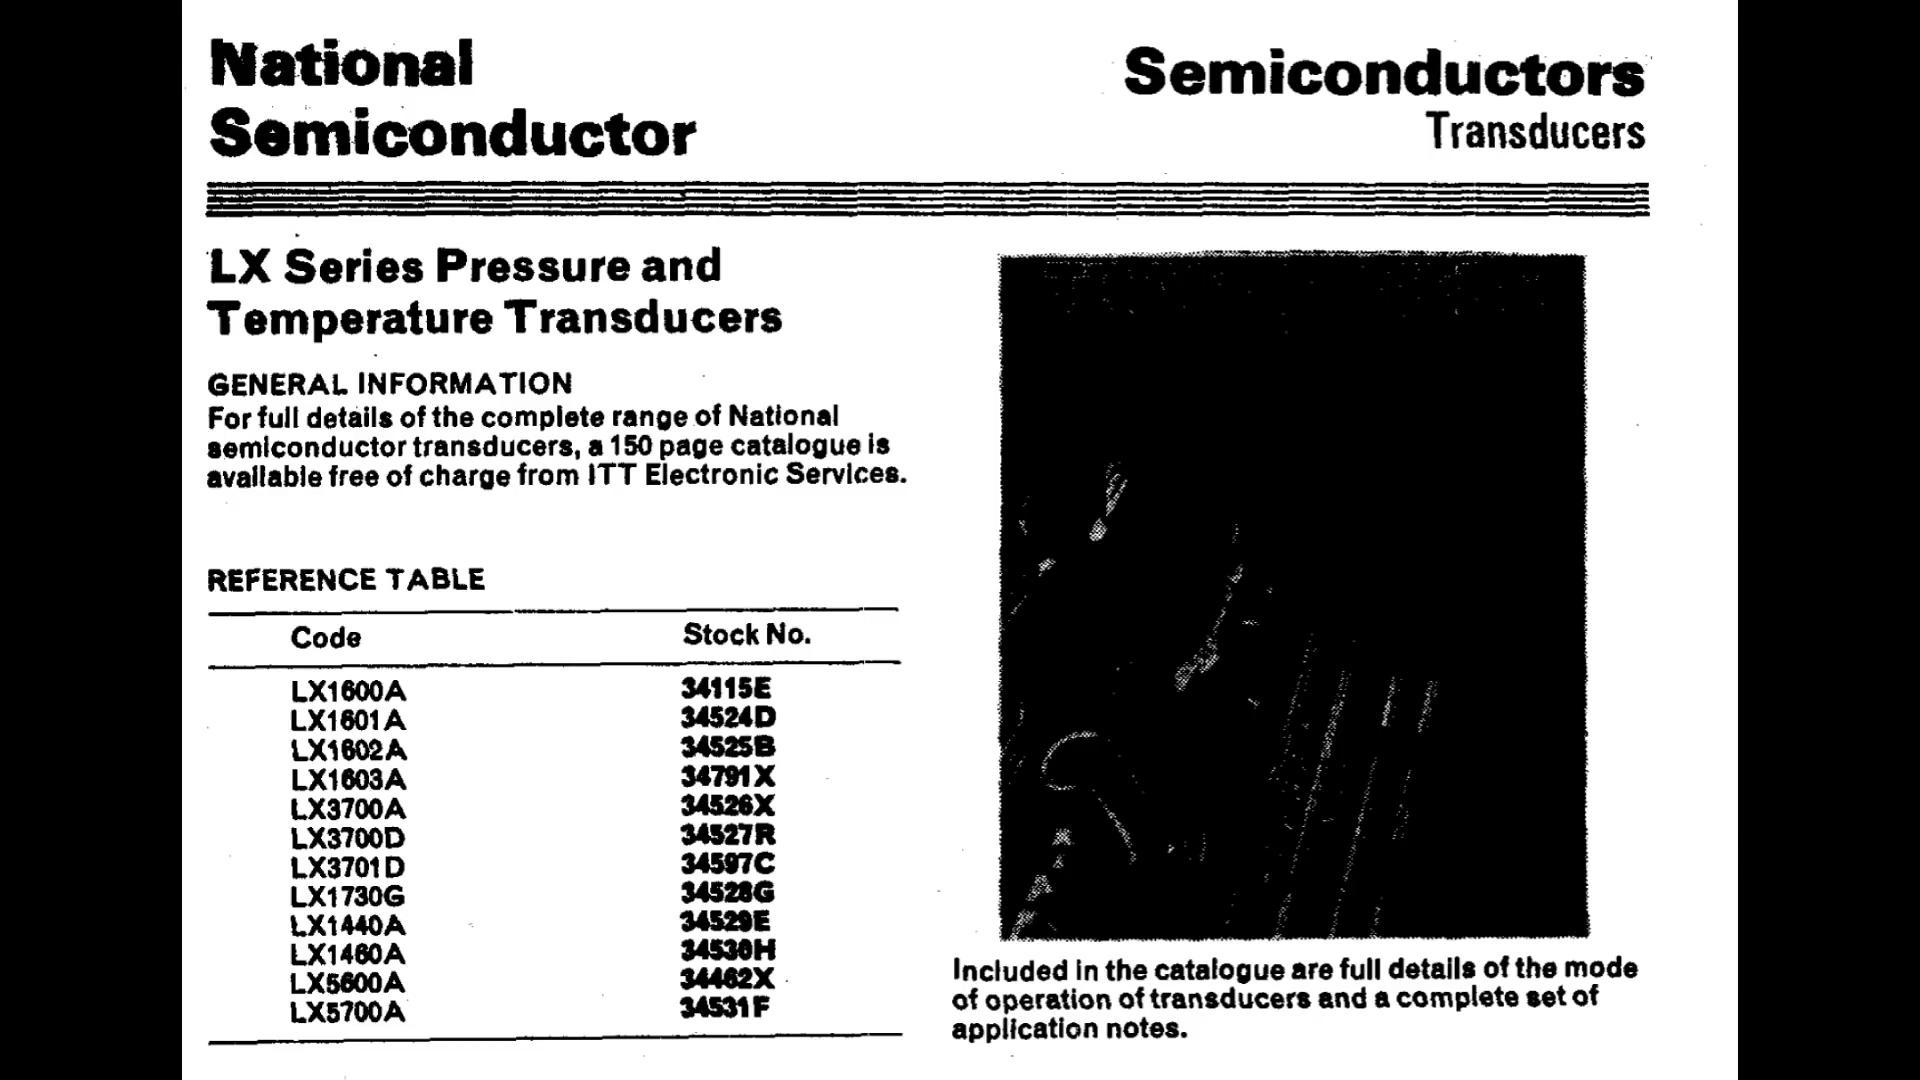 National
Semiconductor
Semiconductors
Transducers
LX Series Pressure and
Temperature Transducers
GENERAL INFORMATION
For full details of the complete range of National
semiconductor transducers, a 150 page catalogue is
available free of charge from ITT Electronic Services.
REFERENCE TABLE
Code Stock No.
LX1600A 34115E
LX1601A 34524D
LX1602A 34525B
LX1603A 34791X
LX3700A 34526X
LX3700D 34527R
LX3701D 34597C
LX1730G 34528G
LX1440A 34529E
LX1460A 34530H
LX5600A 34462X
LX5700A 34531F
Included in the catalogue are full details of the mode
of operation of transducers and a complete set of
application notes.